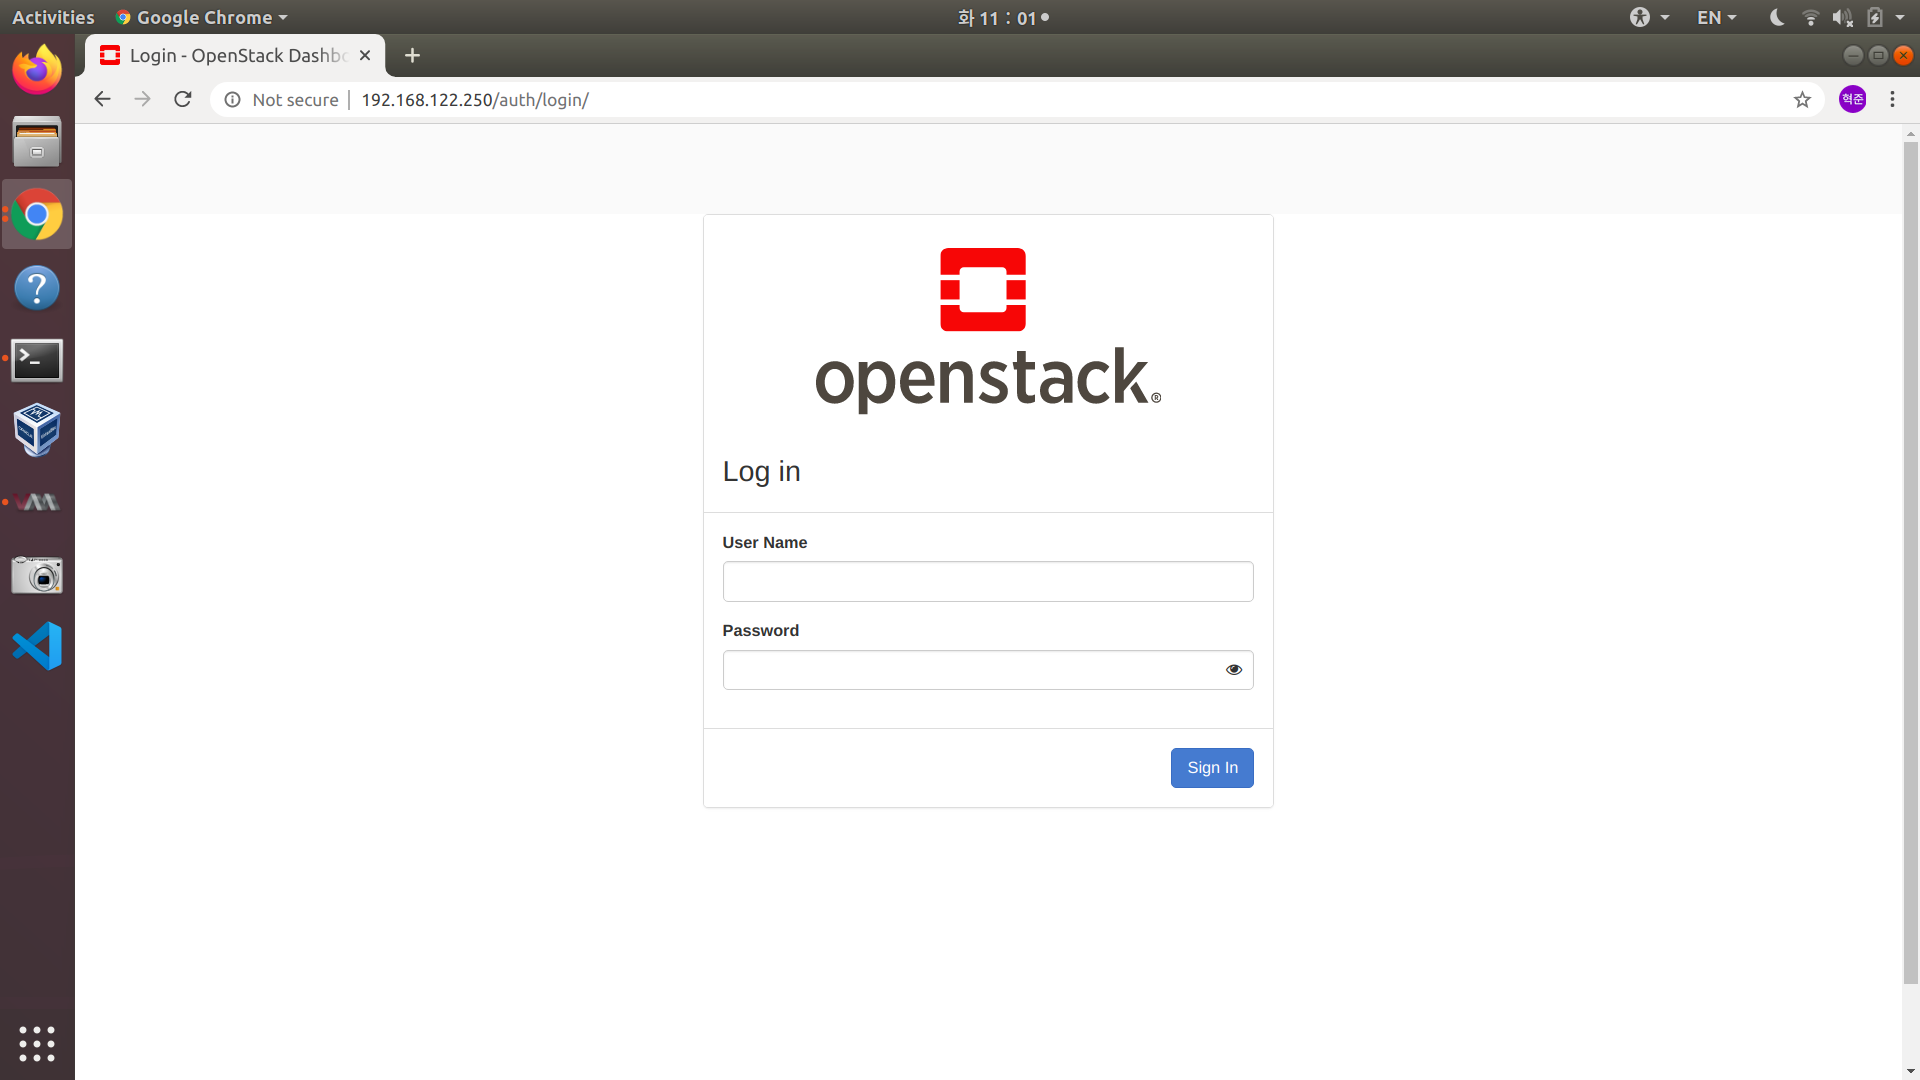 Activities
Google Chrome
화 11 : 01
EN
Login - OpenStack Dashbo
Not secure
192.168.122.250/auth/login/
혁준
openstack®
Log in
User Name
Password
Sign In